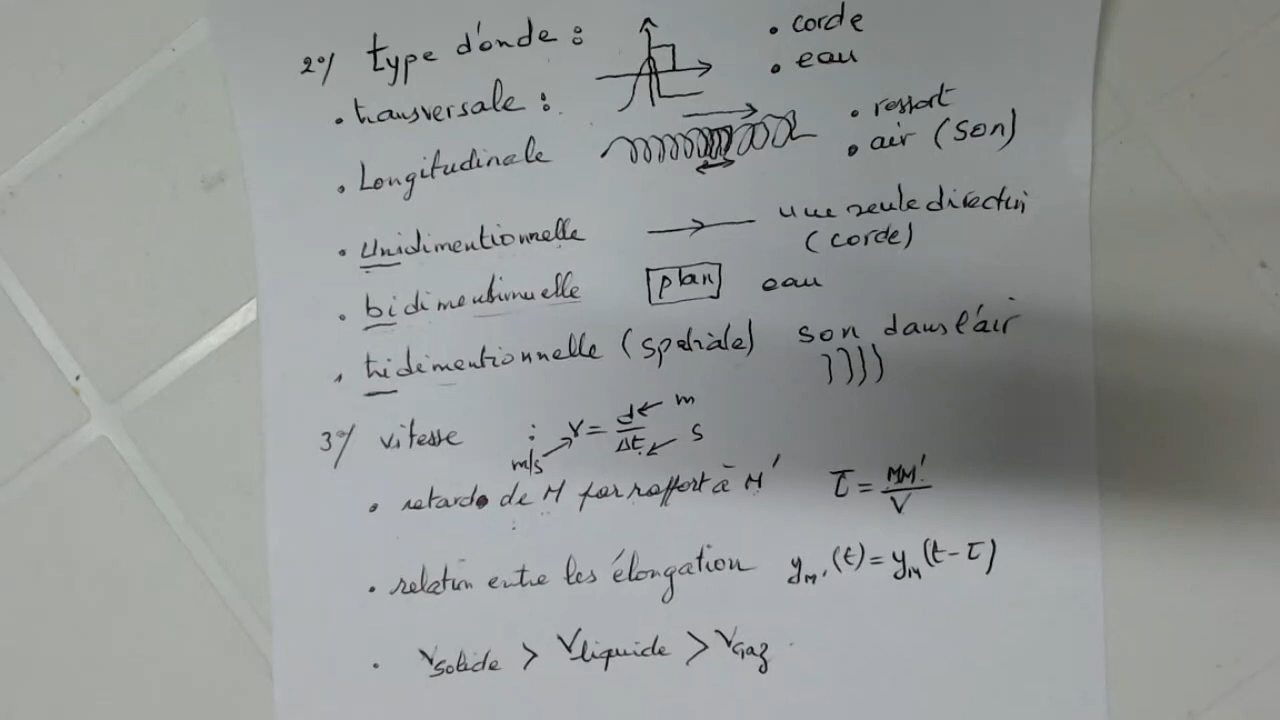 2°/ type d'onde :
• corde
• eau
• transversale :
• Longitudinale
• ressort
• air (son)
• Unidimentionnelle → une seule direction
(corde)
• bidimentionnelle plan eau
• tridimentionnelle (spatiale) son dans l'air
))))
3°/ vitesse : V = d/Δt
m
s
m/s
• retard de M par rapport à M' τ = MM'/V
• relation entre les élongation yM'(t) = yM(t-τ)
• Vsolide > Vliquide > VGaz